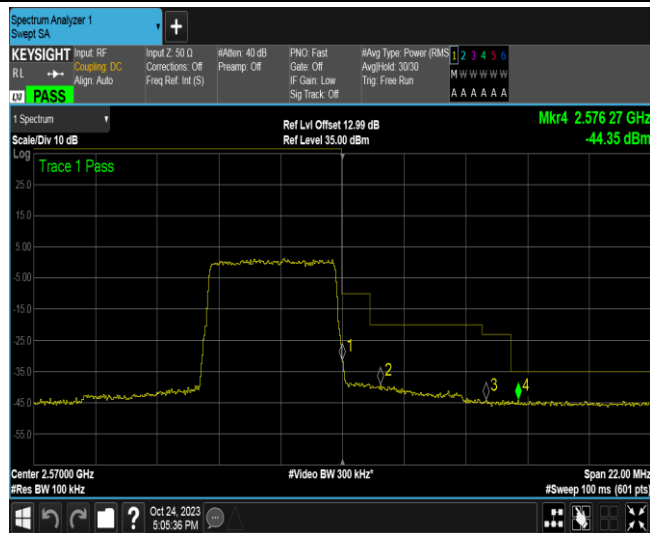 Spectrum Analyzer 1
Swept SA
+
KEYSIGHT Input: RF Input Z: 50 Ω #Atten: 40 dB PNO: Fast #Avg Type: Power (RMS 1 2 3 4 5 6
RL Coupling: DC Corrections: Off Preamp: Off Gate: Off Avg|Hold: 30/30 M W W W W W
Align: Auto Freq Ref: Int (S) IF Gain: Low Trig: Free Run
LXI PASS Sig Track: Off A A A A A A
1 Spectrum Ref Lvl Offset 12.99 dB Mkr4 2.576 27 GHz
Scale/Div 10 dB Ref Level 35.00 dBm -44.35 dBm
Log
Trace 1 Pass
25.0
15.0
5.00
-5.00
-15.0
-25.0
1
-35.0
2
3 4
-45.0
-55.0
Center 2.57000 GHz #Video BW 300 kHz* Span 22.00 MHz
#Res BW 100 kHz #Sweep 100 ms (601 pts)
? Oct 24, 2023
5:05:36 PM